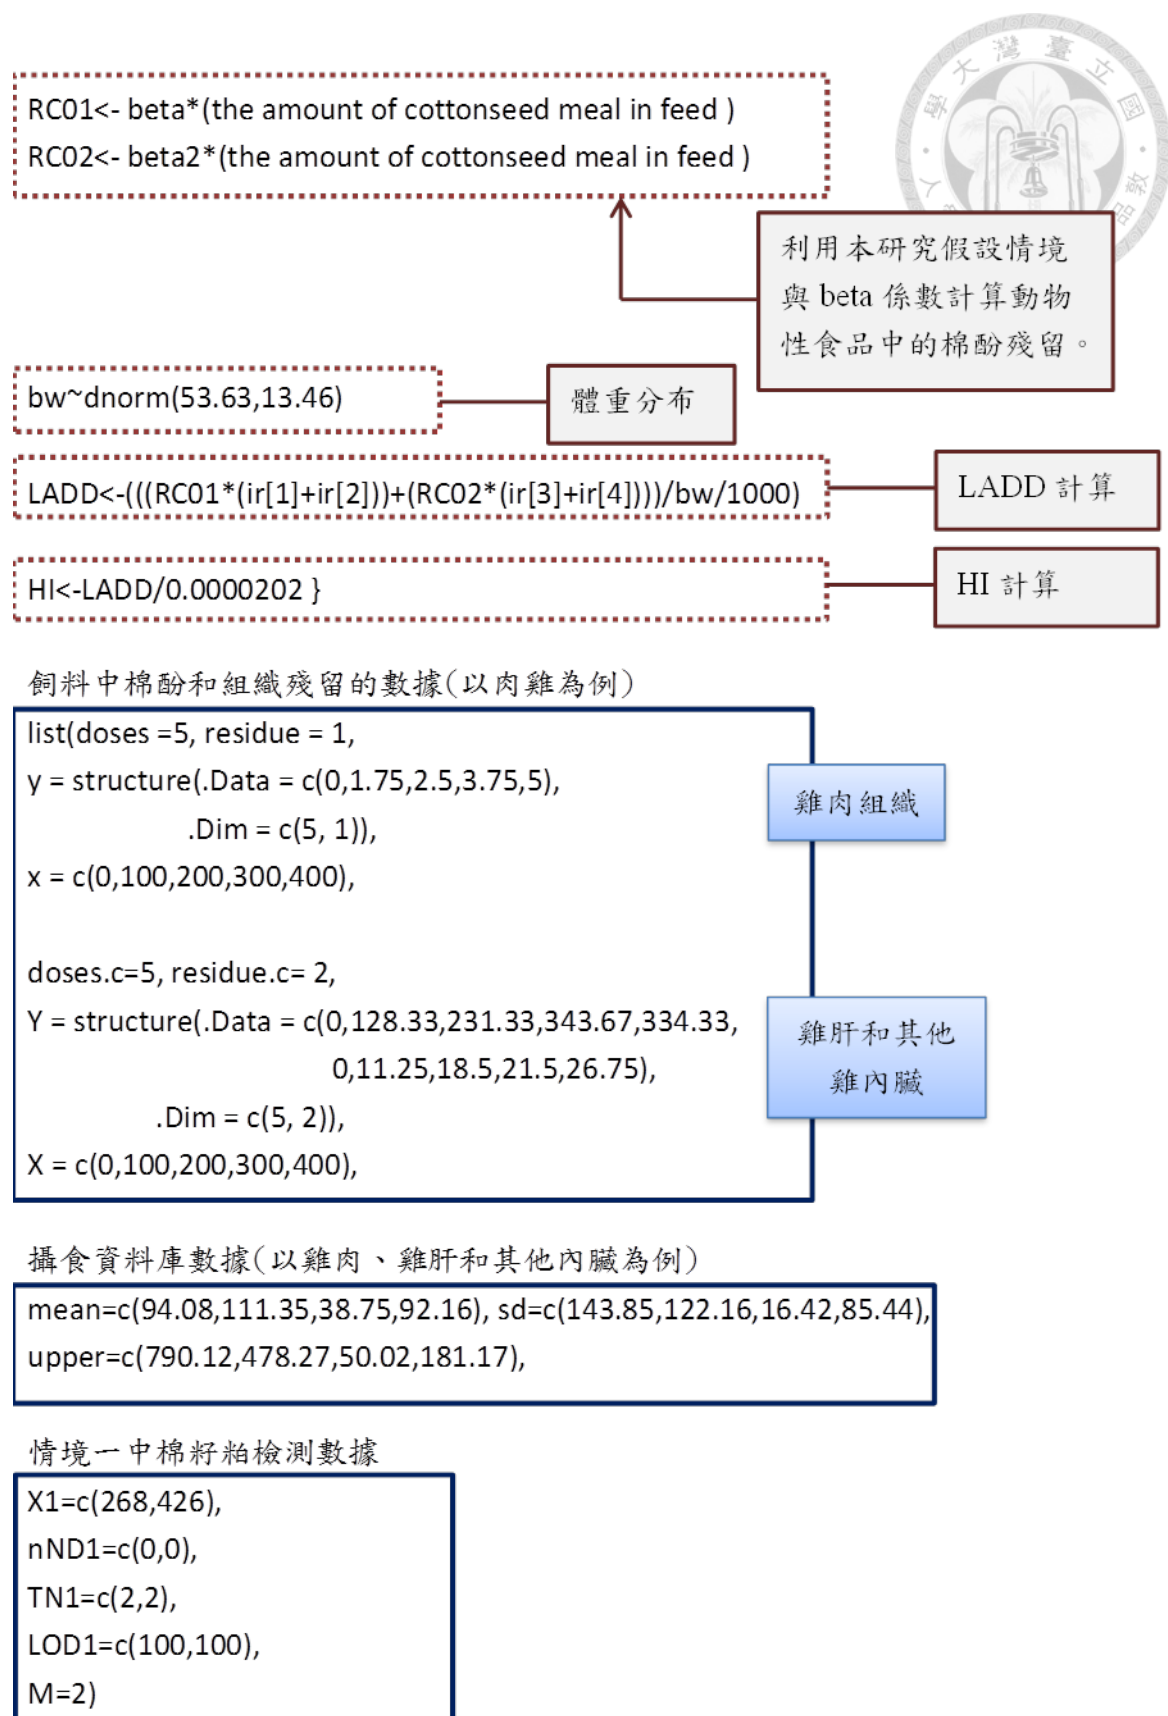 RC01<- beta*(the amount of cottonseed meal in feed )
RC02<- beta2*(the amount of cottonseed meal in feed )
利用本研究假設情境
與 beta 係數計算動物
性食品中的棉酚殘留。
bw~dnorm(53.63,13.46)
體重分布
LADD<-(((RC01*(ir[1]+ir[2]))+(RC02*(ir[3]+ir[4])))/bw/1000)
LADD 計算
HI<-LADD/0.0000202 }
HI 計算
飼料中棉酚和組織殘留的數據(以肉雞為例)
list(doses =5, residue = 1,
y = structure(.Data = c(0,1.75,2.5,3.75,5),
.Dim = c(5, 1)),
x = c(0,100,200,300,400),
雞肉組織
doses.c=5, residue.c= 2,
Y = structure(.Data = c(0,128.33,231.33,343.67,334.33,
0,11.25,18.5,21.5,26.75),
.Dim = c(5, 2)),
X = c(0,100,200,300,400),
雞肝和其他
雞內臟
攝食資料庫數據(以雞肉、雞肝和其他內臟為例)
mean=c(94.08,111.35,38.75,92.16), sd=c(143.85,122.16,16.42,85.44),
upper=c(790.12,478.27,50.02,181.17),
情境一中棉籽粕檢測數據
X1=c(268,426),
nND1=c(0,0),
TN1=c(2,2),
LOD1=c(100,100),
M=2)